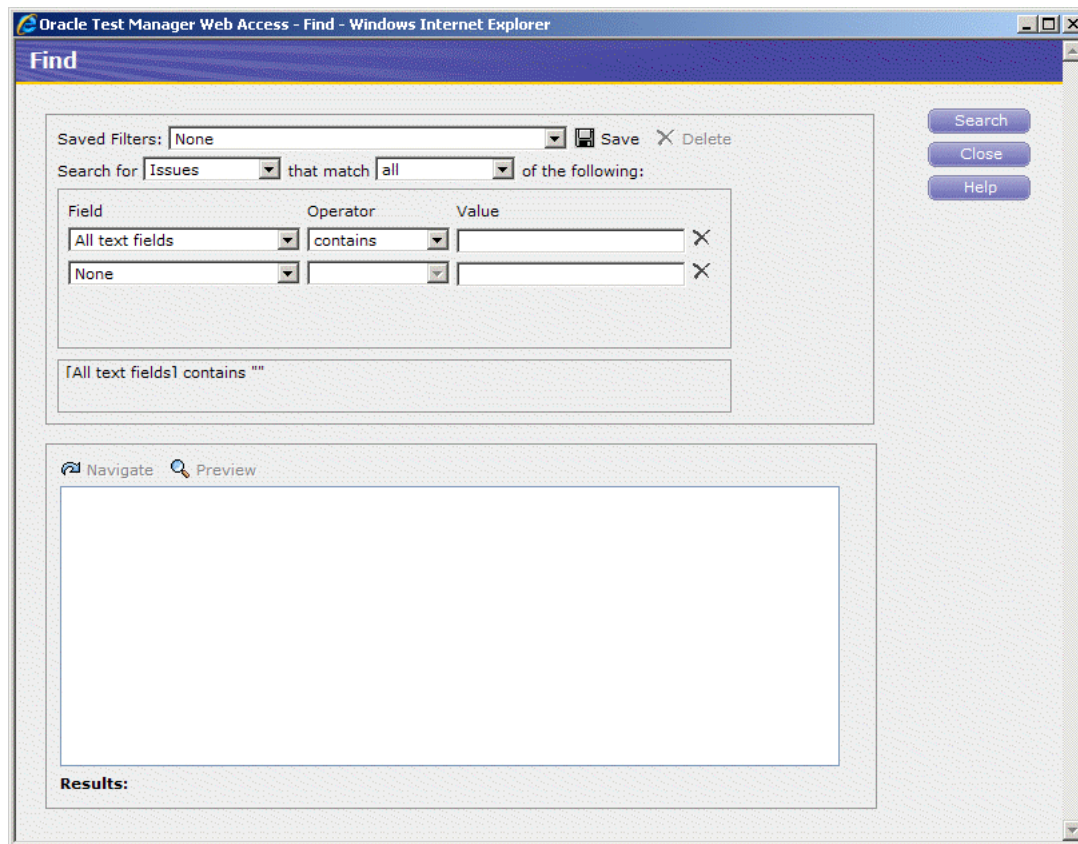 Oracle Test Manager Web Access - Find - Windows Internet Explorer
Find
Saved Filters: None Save Delete
Search
Search for Issues that match all of the following:
Close
Help
Field Operator Value
All text fields contains
None
[All text fields] contains ""
Navigate Preview
Results: